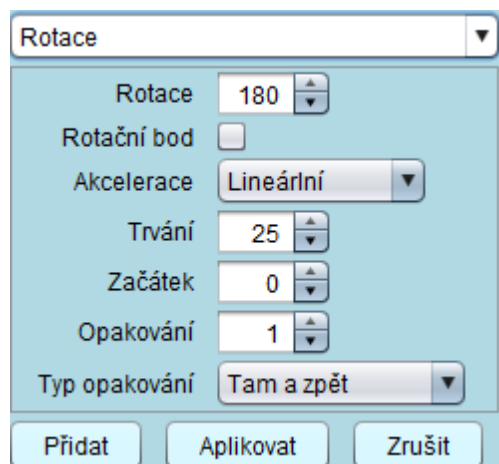 Rotace
Rotace 180
Rotační bod
Akcelerace Lineárlní
Trvání 25
Začátek 0
Opakování 1
Typ opakování Tam a zpět
Přidat Aplikovat Zrušit